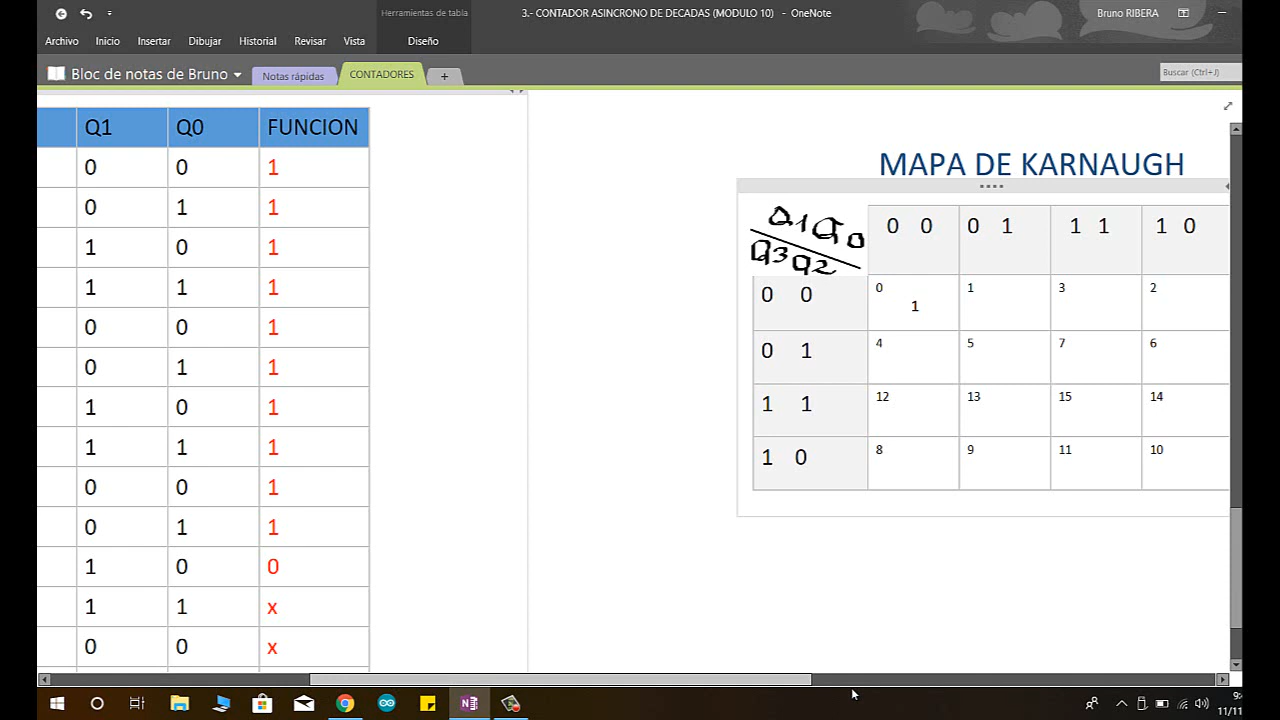 Herramientas de tabla
3.- CONTADOR ASINCRONO DE DECADAS (MODULO 10) - OneNote
Bruno RIBERA
Archivo Inicio Insertar Dibujar Historial Revisar Vista Diseño
Bloc de notas de Bruno Notas rápidas CONTADORES +
Buscar (Ctrl+J)
Q1 Q0 FUNCION
0 0 1
0 1 1
1 0 1
1 1 1
0 0 1
0 1 1
1 0 1
1 1 1
0 0 1
0 1 1
1 0 0
1 1 x
0 0 x
MAPA DE KARNAUGH
Q1Q0
Q3Q2
0 0 0 1 1 1 1 0
0 0 0 1 1 3 2
0 1 4 5 7 6
1 1 12 13 15 14
1 0 8 9 11 10
9:
11/11